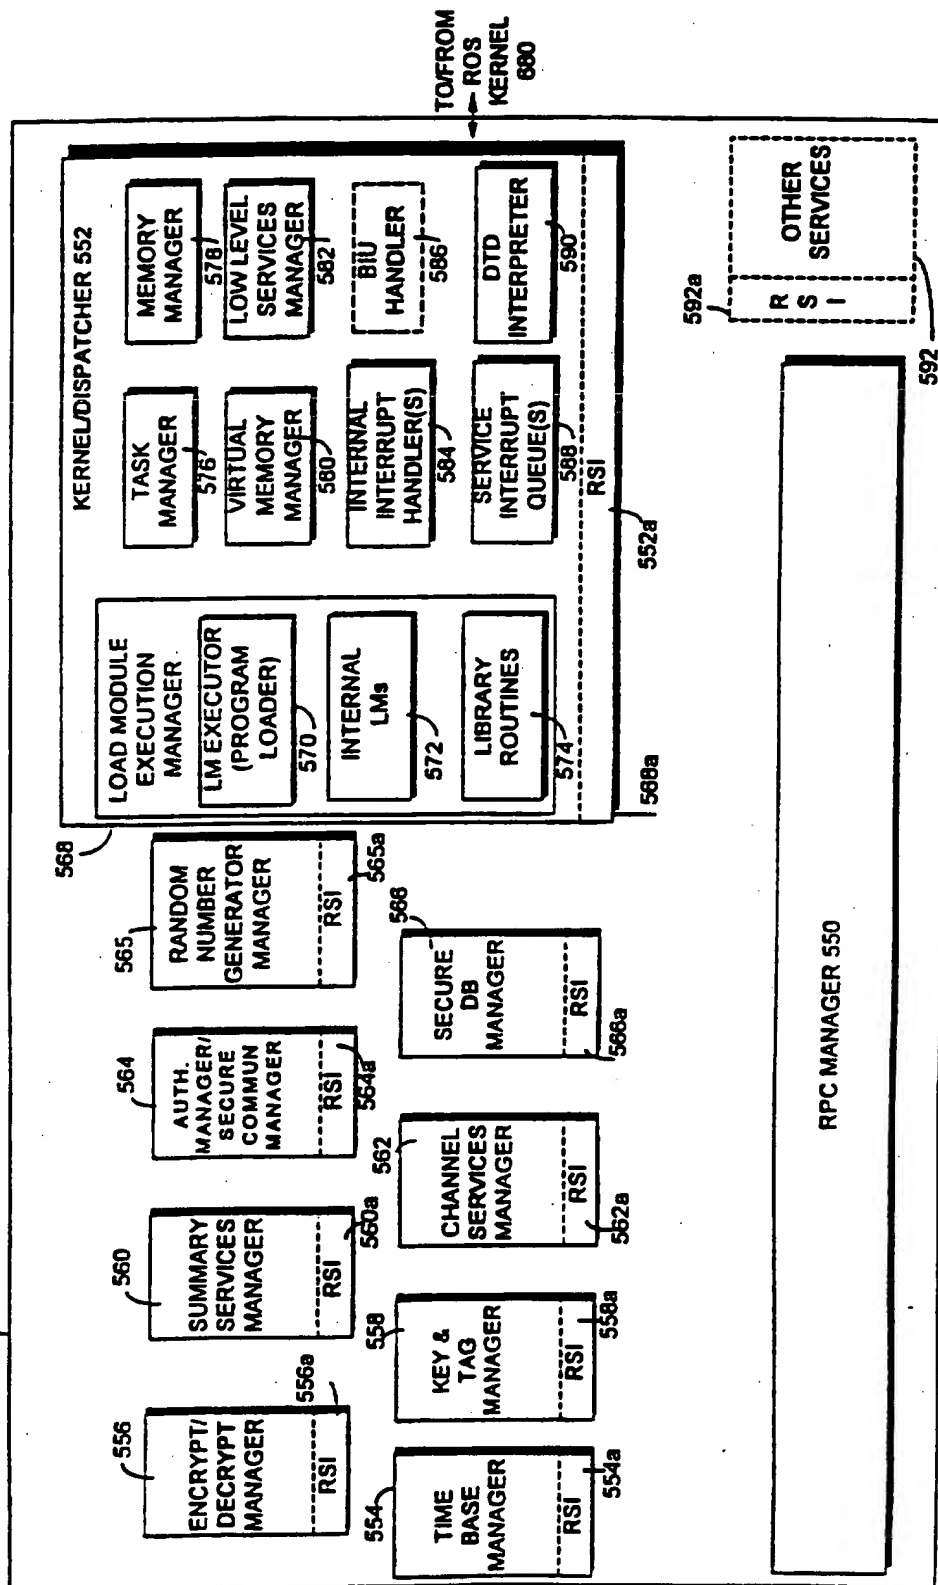 KERNEL/DISPATCHER 552
TO/FROM
ROS
KERNEL
680
LOAD MODULE
EXECUTION
MANAGER
568
LM EXECUTOR
(PROGRAM
LOADER)
570
INTERNAL
LMs
572
LIBRARY
ROUTINES
574
TASK
MANAGER
576
MEMORY
MANAGER
578
VIRTUAL
MEMORY
MANAGER
580
LOW LEVEL
SERVICES
MANAGER
582
INTERNAL
INTERRUPT
HANDLER(S)
584
BIU
HANDLER
586
SERVICE
INTERRUPT
QUEUE(S)
588
DTD
INTERPRETER
590
RSI
552a
568a
556
ENCRYPT/
DECRYPT
MANAGER
RSI
556a
560
SUMMARY
SERVICES
MANAGER
RSI
560a
564
AUTH.
MANAGER/
SECURE
COMMUN
MANAGER
RSI
564a
565
RANDOM
NUMBER
GENERATOR
MANAGER
RSI
565a
554
TIME
BASE
MANAGER
RSI
554a
558
KEY &
TAG
MANAGER
RSI
558a
562
CHANNEL
SERVICES
MANAGER
RSI
562a
566
SECURE
DB
MANAGER
RSI
566a
RPC MANAGER 550
592a
RSI
OTHER
SERVICES
592